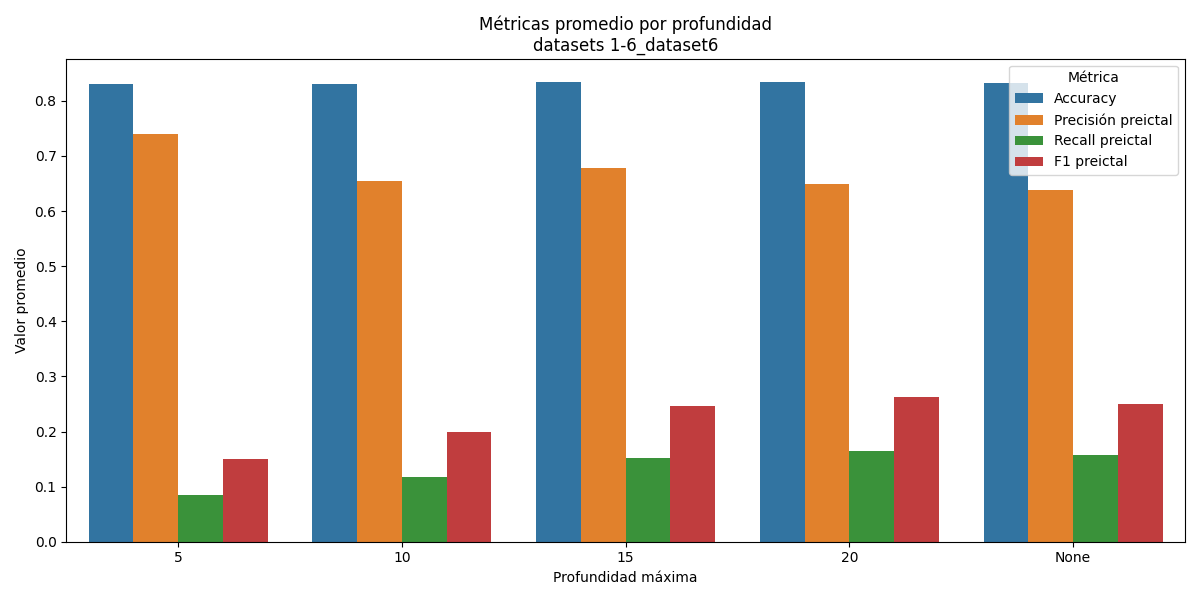 Métricas promedio por profundidad
datasets 1-6_dataset6
Métrica
Accuracy
Precisión preictal
Recall preictal
F1 preictal
Valor promedio
0.8
0.7
0.6
0.5
0.4
0.3
0.2
0.1
0.0
5
10
15
20
None
Profundidad máxima